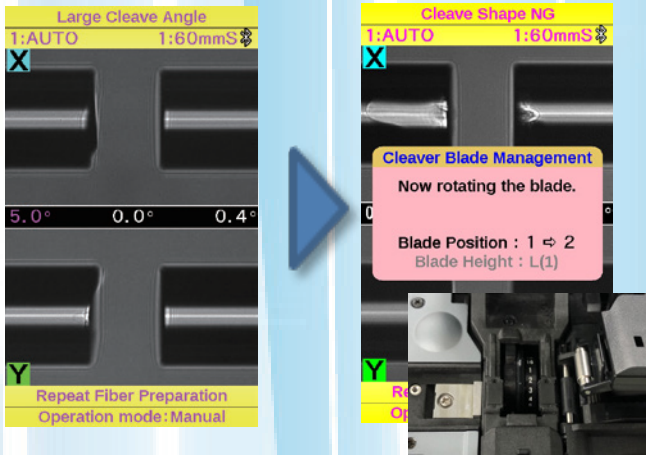 Large Cleave Angle
1:AUTO 1:60mmS
X
5.0° 0.0° 0.4°
Y
Repeat Fiber Preparation
Operation mode:Manual
Cleave Shape NG
1:AUTO 1:60mmS
X
Cleaver Blade Management
Now rotating the blade.
Blade Position : 1 ⇨ 2
Blade Height : L(1)
Y